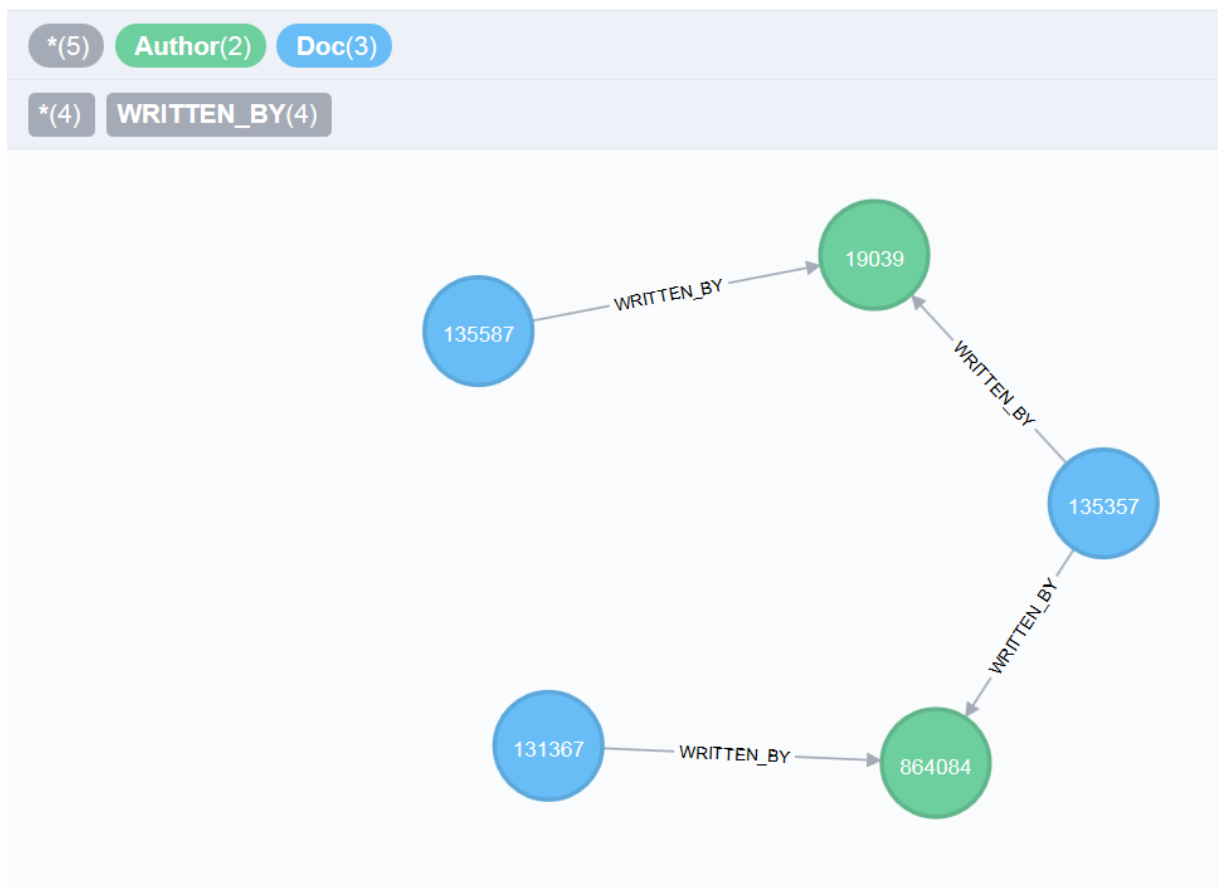 *(5) Author(2) Doc(3)
*(4) WRITTEN_BY(4)
19039
WRITTEN_BY
135587
WRITTEN_BY
135357
WRITTEN_BY
131367
WRITTEN_BY
864084